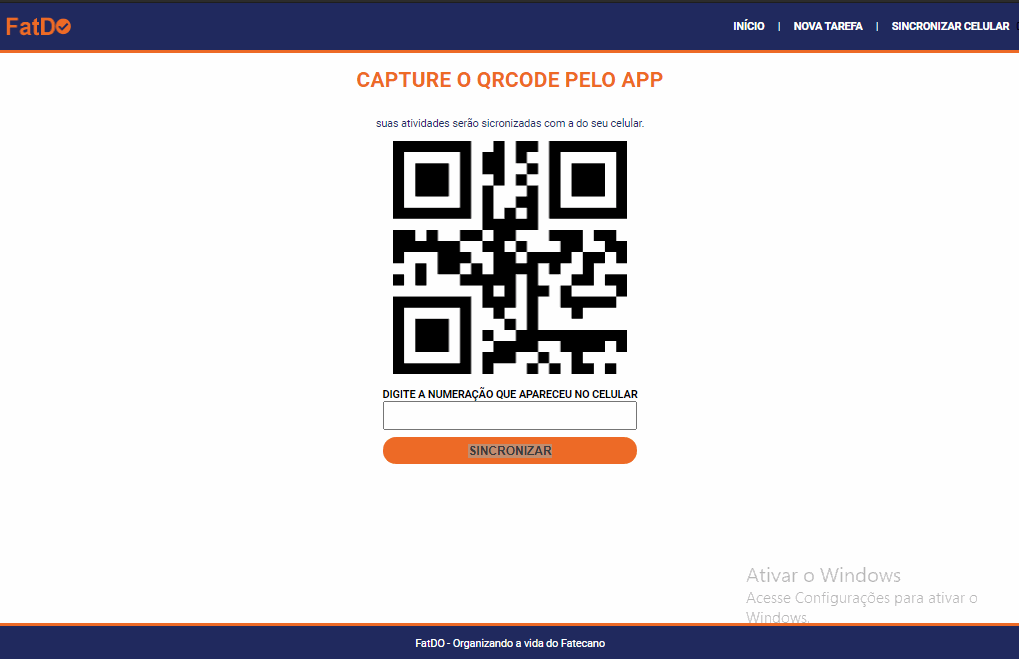 FatDO
INÍCIO | NOVA TAREFA | SINCRONIZAR CELULAR
CAPTURE O QRCODE PELO APP
suas atividades serão sicronizadas com a do seu celular.
DIGITE A NUMERAÇÃO QUE APARECEU NO CELULAR
SINCRONIZAR
Ativar o Windows
Acesse Configurações para ativar o
Windows.
FatDO - Organizando a vida do Fatecano